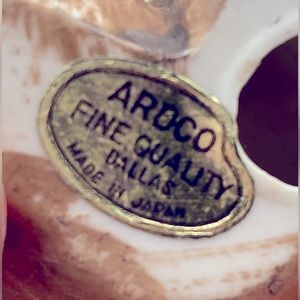 ARDCO
FINE QUALITY
DALLAS
MADE IN JAPAN